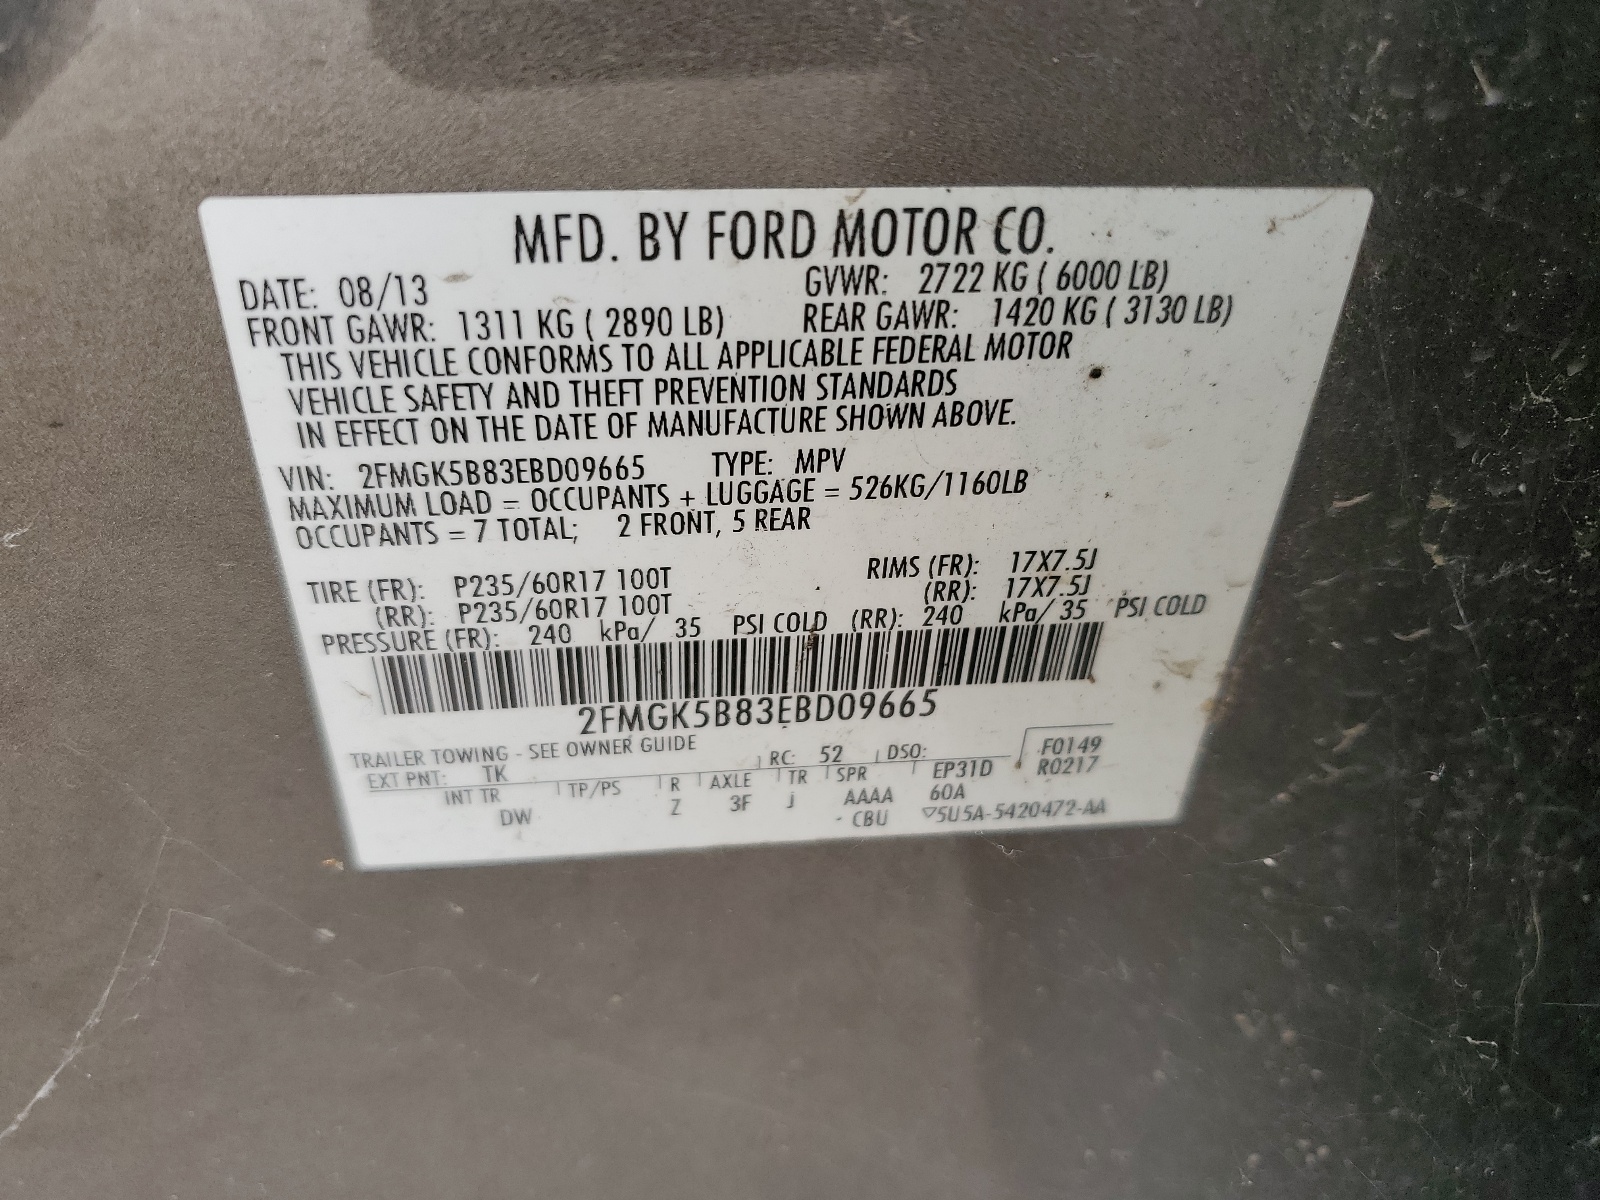 MFD. BY FORD MOTOR CO.
DATE: 08/13 GVWR: 2722 KG ( 6000 LB)
FRONT GAWR: 1311 KG ( 2890 LB) REAR GAWR: 1420 KG ( 3130 LB)
THIS VEHICLE CONFORMS TO ALL APPLICABLE FEDERAL MOTOR
VEHICLE SAFETY AND THEFT PREVENTION STANDARDS
IN EFFECT ON THE DATE OF MANUFACTURE SHOWN ABOVE.
VIN: 2FMGK5B83EBD09665 TYPE: MPV
MAXIMUM LOAD = OCCUPANTS + LUGGAGE = 526KG/1160LB
OCCUPANTS = 7 TOTAL; 2 FRONT, 5 REAR
TIRE (FR): P235/60R17 100T RIMS (FR): 17X7.5J
(RR): P235/60R17 100T (RR): 17X7.5J
PRESSURE (FR): 240 kPa/ 35 PSI COLD (RR): 240 kPa/ 35 PSI COLD
2FMGK5B83EBD09665
TRAILER TOWING - SEE OWNER GUIDE RC: 52 DSO: F0149
EXT PNT: TK R0217
INT TR TP/PS R AXLE TR SPR EP31D
DW Z 3F j AAAA 60A
- CBU ▽5U5A-5420472-AA